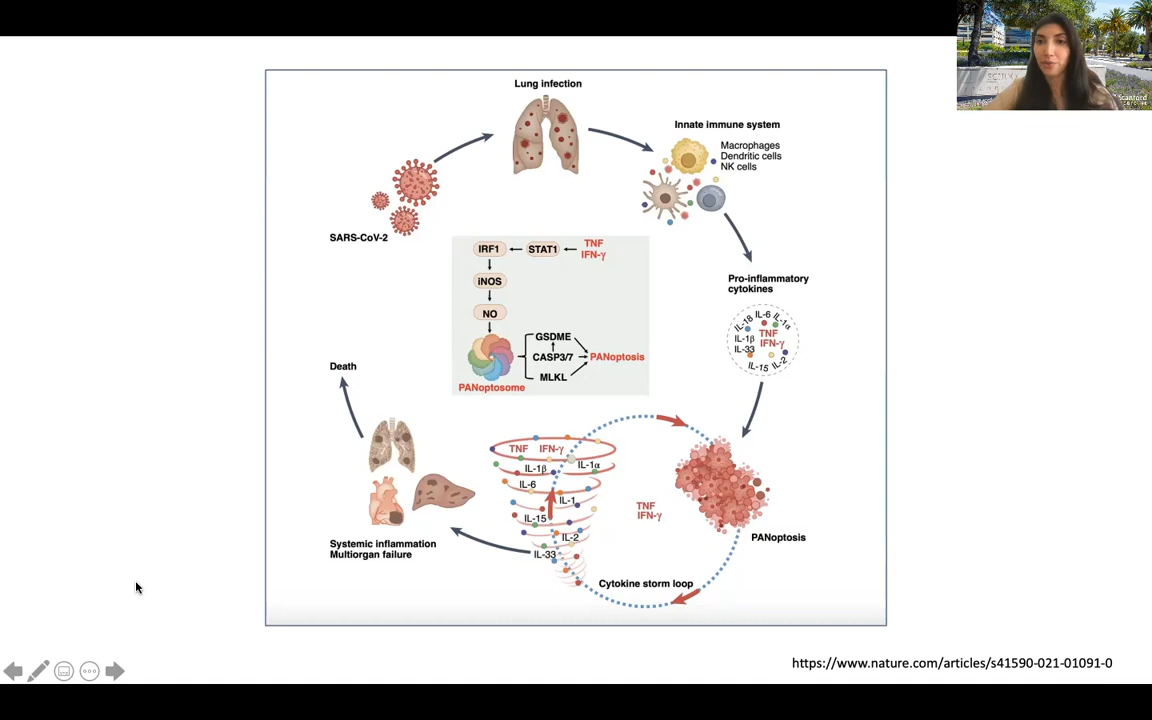 Lung infection
Innate immune system
Macrophages
Dendritic cells
NK cells
SARS-CoV-2
IRF1
STAT1
TNF
IFN-γ
iNOS
NO
GSDME
CASP3/7
PANoptosis
MLKL
PANoptosome
Pro-inflammatory
cytokines
IL-18
IL-6
IL-1α
TNF
IL-1β
IFN-γ
IL-33
IL-15
IL-2
Death
TNF IFN-γ
IL-1β
IL-1α
IL-6
IL-1
IL-15
IL-2
IL-33
TNF
IFN-γ
PANoptosis
Systemic inflammation
Multiorgan failure
Cytokine storm loop
https://www.nature.com/articles/s41590-021-01091-0
Stanford